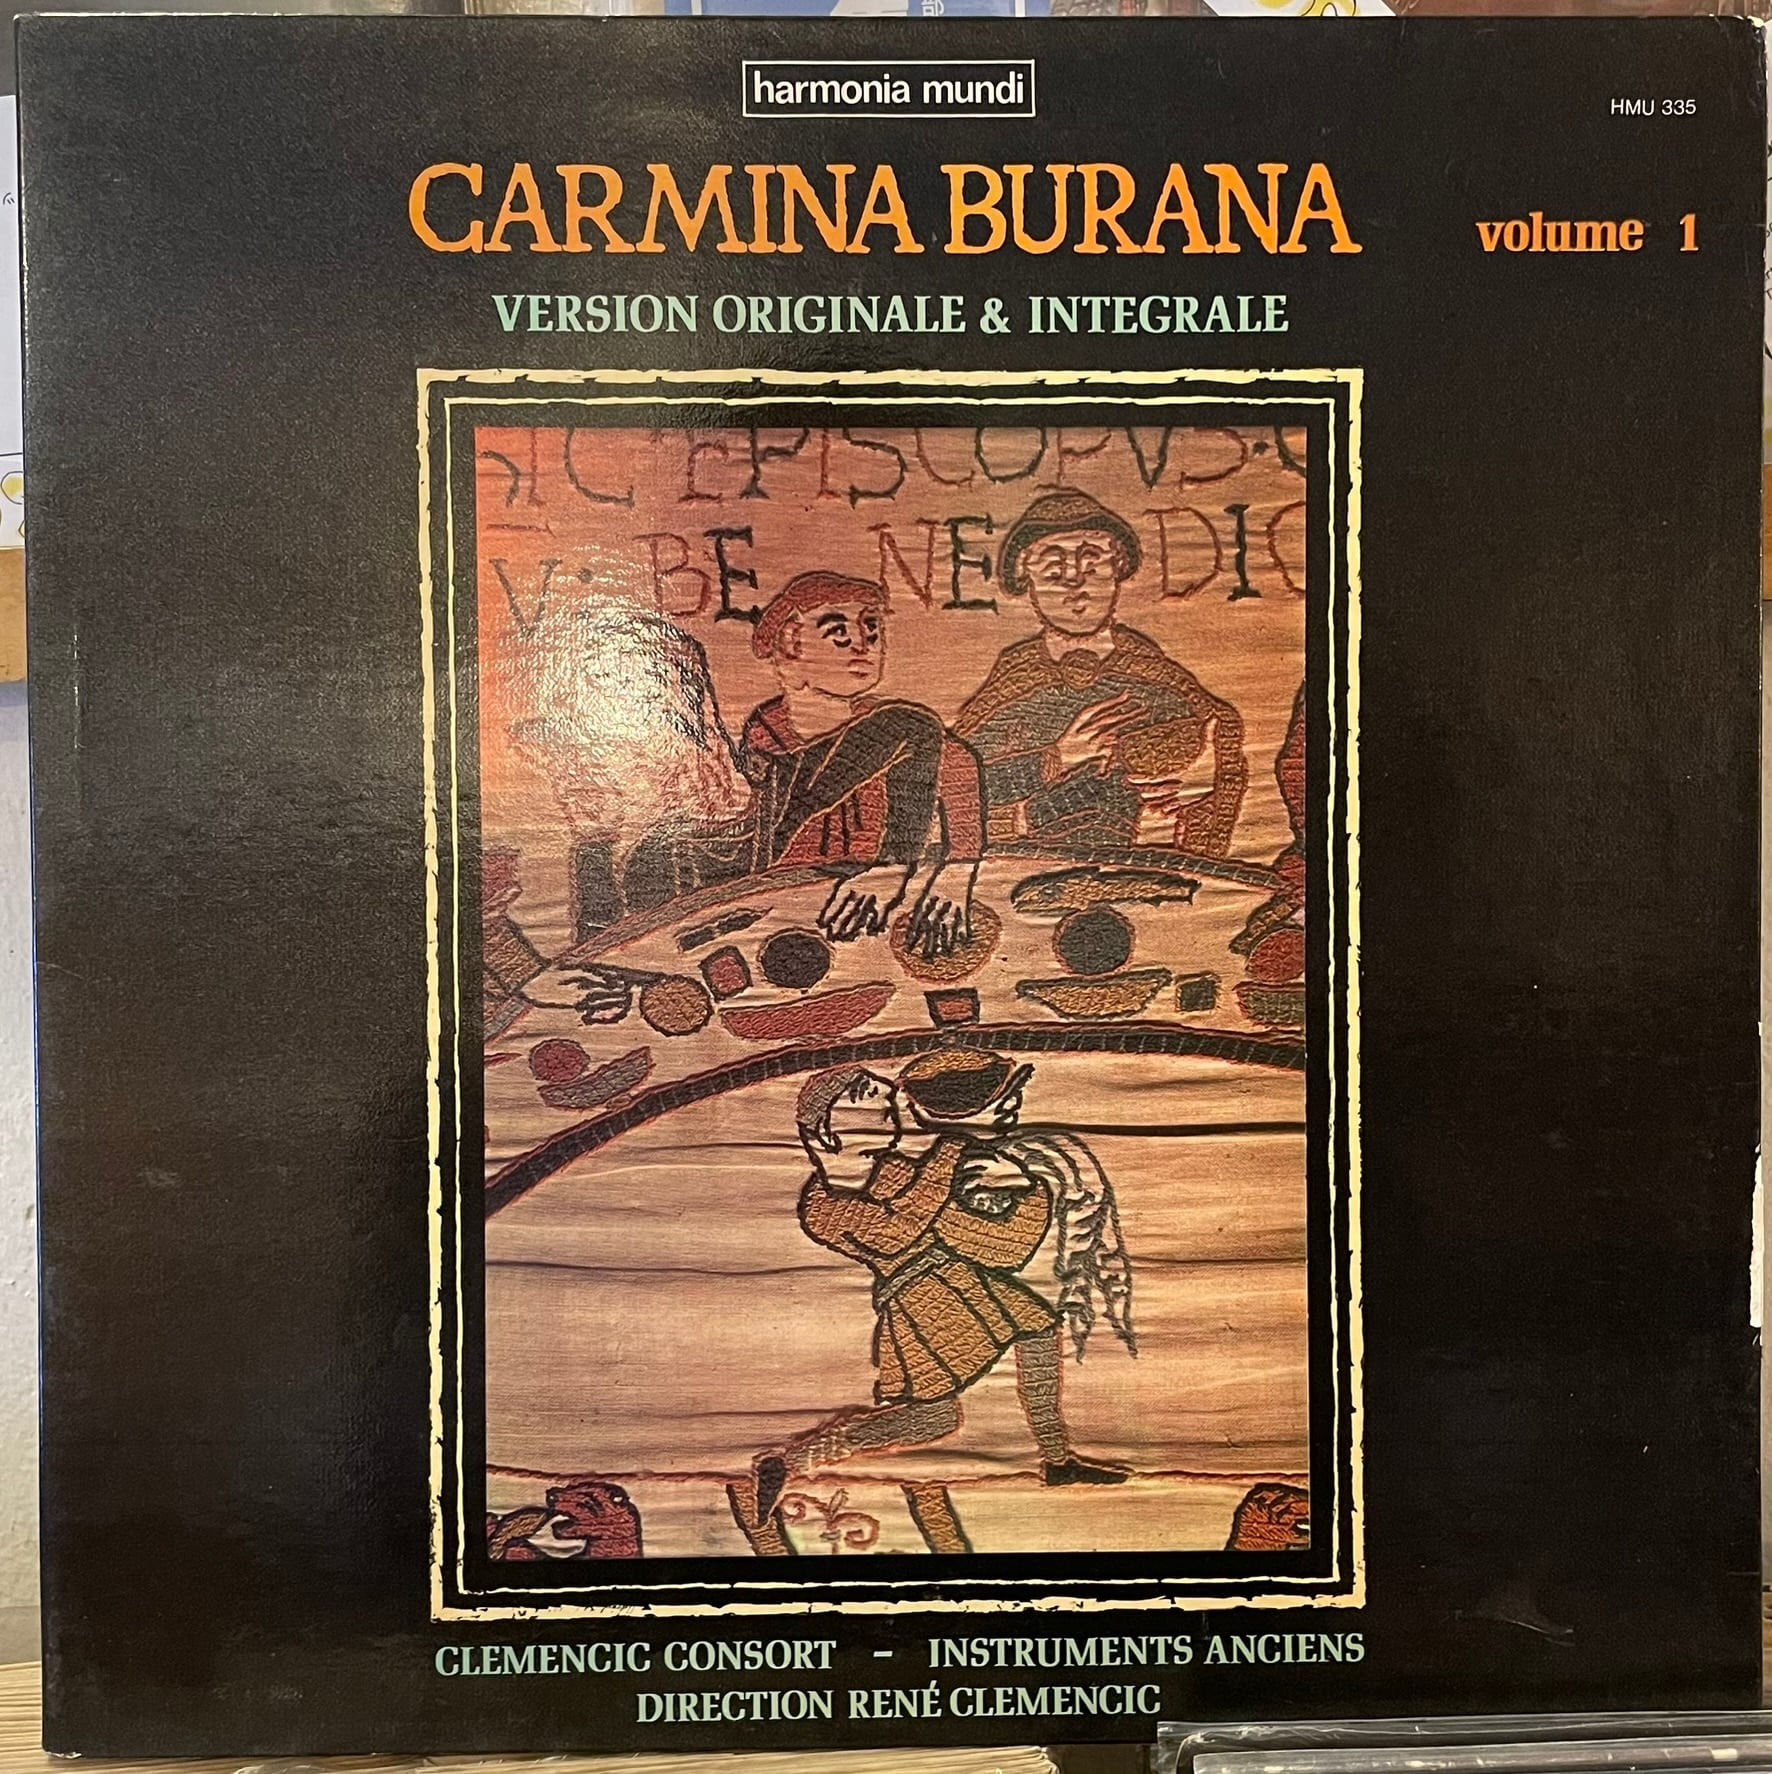 harmonia mundi
HMU 335
CARMINA BURANA
volume 1
VERSION ORIGINALE & INTEGRALE
HIC EPISCOPVS:
V: BE NE DIC
CLEMENCIC CONSORT – INSTRUMENTS ANCIENS
DIRECTION RENÉ CLEMENCIC